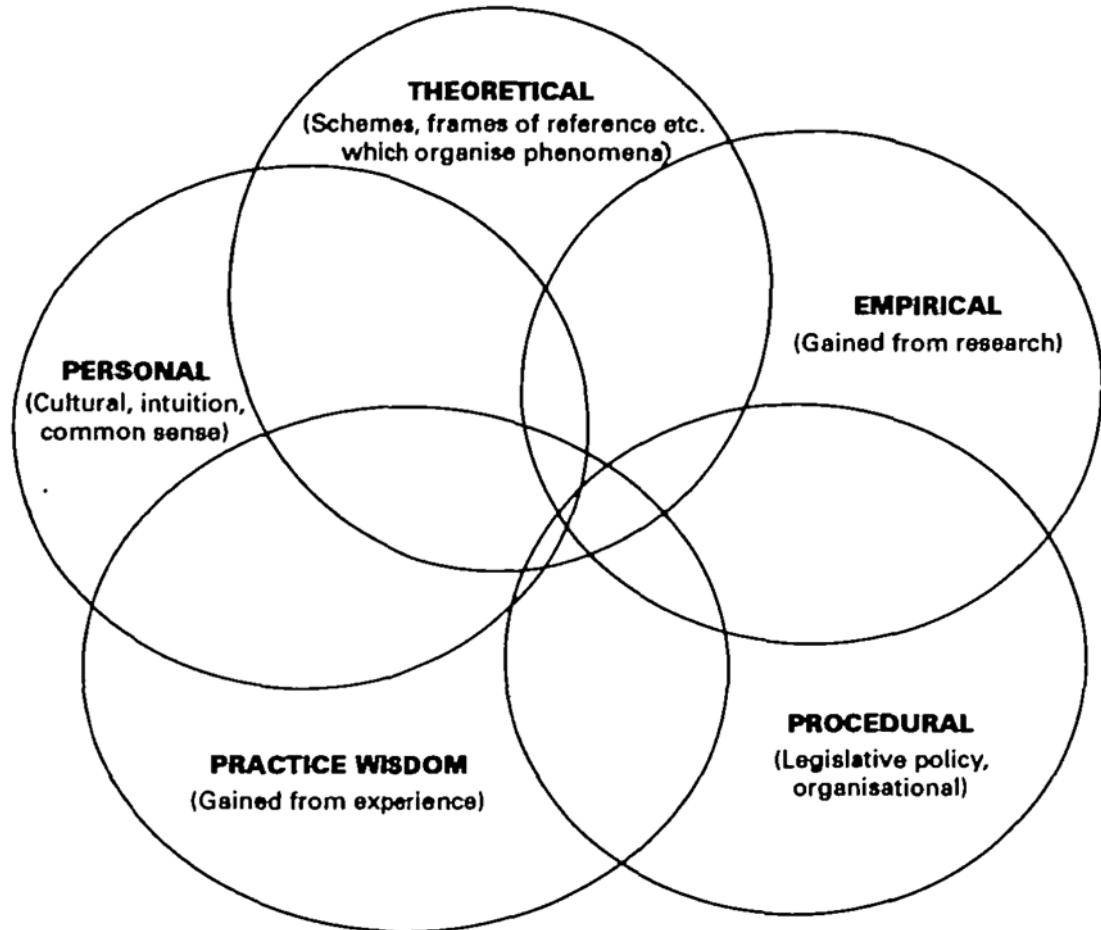 THEORETICAL
(Schemes, frames of reference etc.
which organise phenomena)
EMPIRICAL
(Gained from research)
PERSONAL
(Cultural, intuition,
common sense)
PROCEDURAL
(Legislative policy,
organisational)
PRACTICE WISDOM
(Gained from experience)